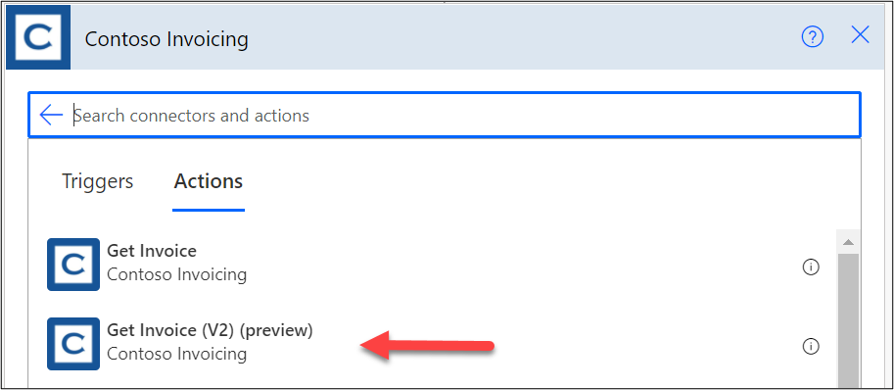 C
Contoso Invoicing
?
Search connectors and actions
Triggers
Actions
C
Get Invoice
Contoso Invoicing
C
Get Invoice (V2) (preview)
Contoso Invoicing